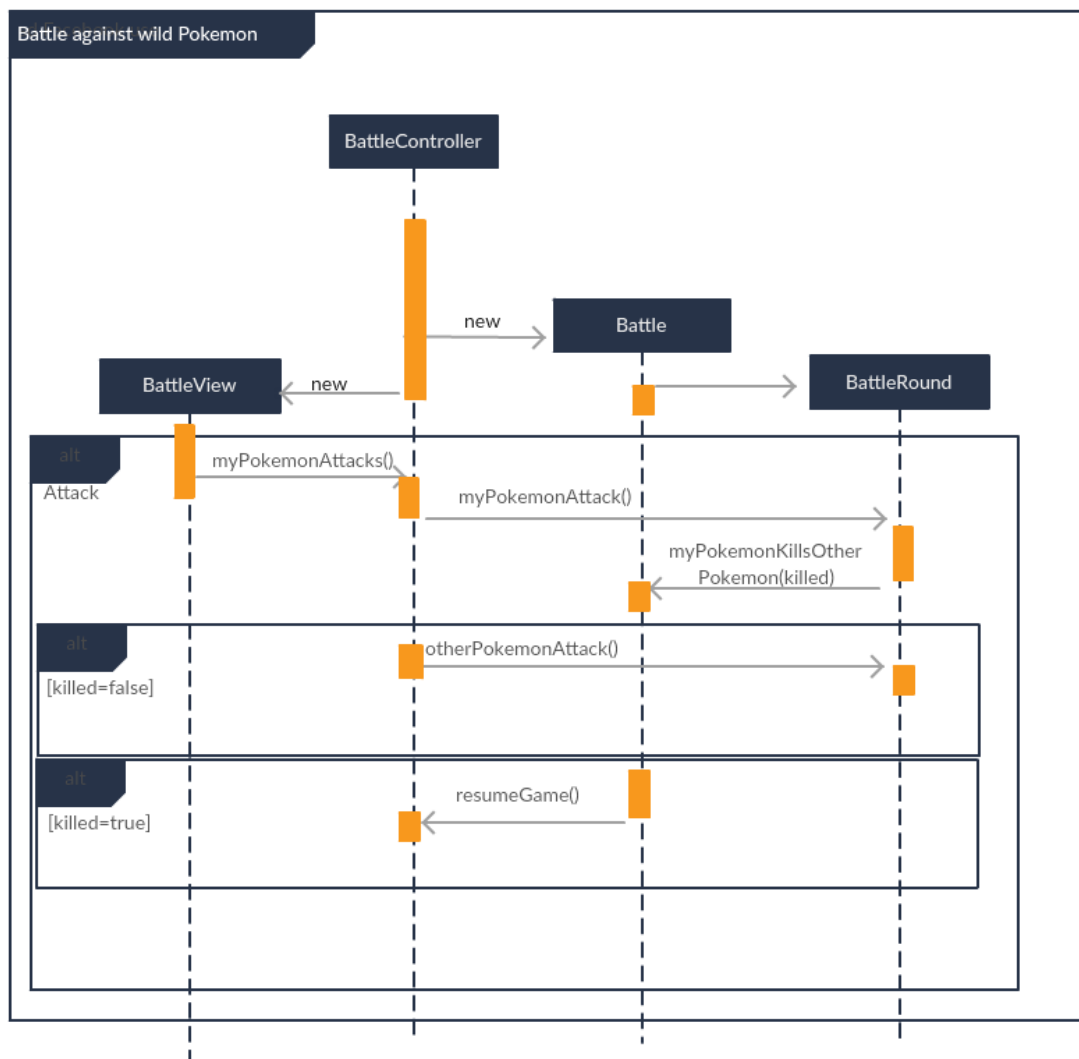 Battle against wild Pokemon
BattleController
new
Battle
BattleView
new
BattleRound
alt
Attack
myPokemonAttacks()
myPokemonAttack()
myPokemonKillsOther
Pokemon(killed)
alt
[killed=false]
otherPokemonAttack()
alt
[killed=true]
resumeGame()